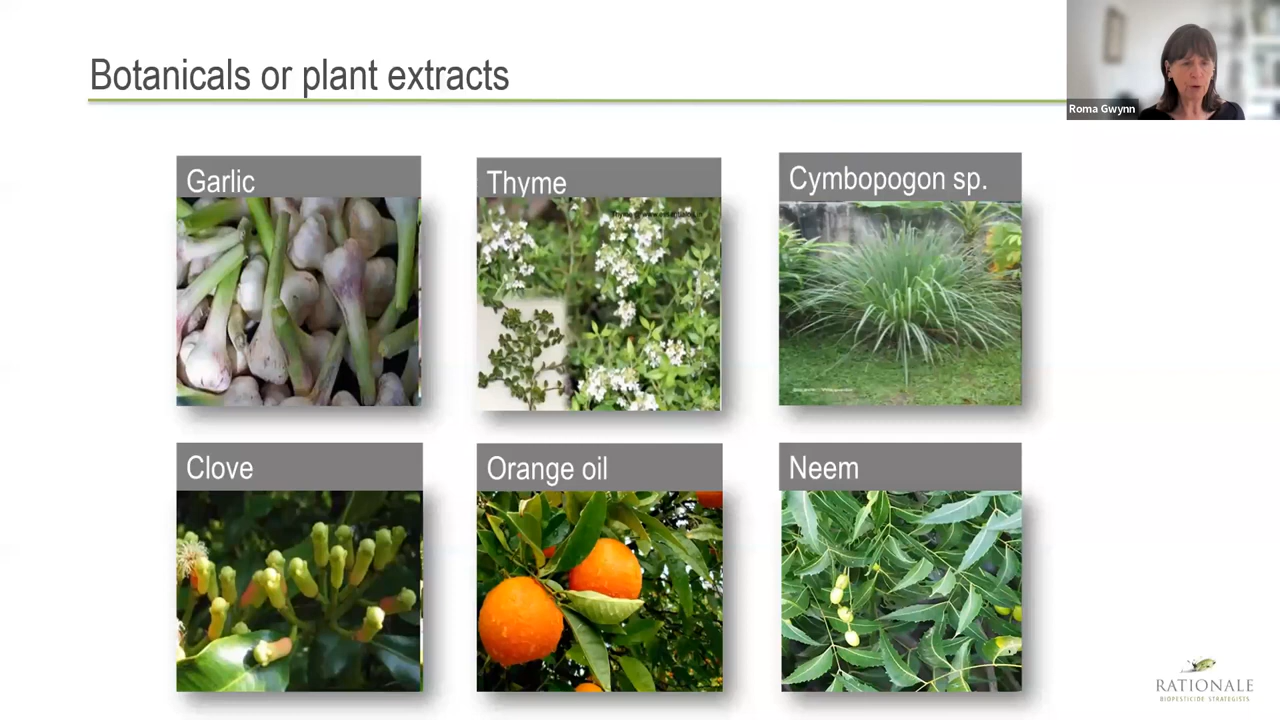 Botanicals or plant extracts
Roma Gwynn
Garlic
Thyme
Cymbopogon sp.
Clove
Orange oil
Neem
RATIONALE
BIOPESTICIDE STRATEGISTS